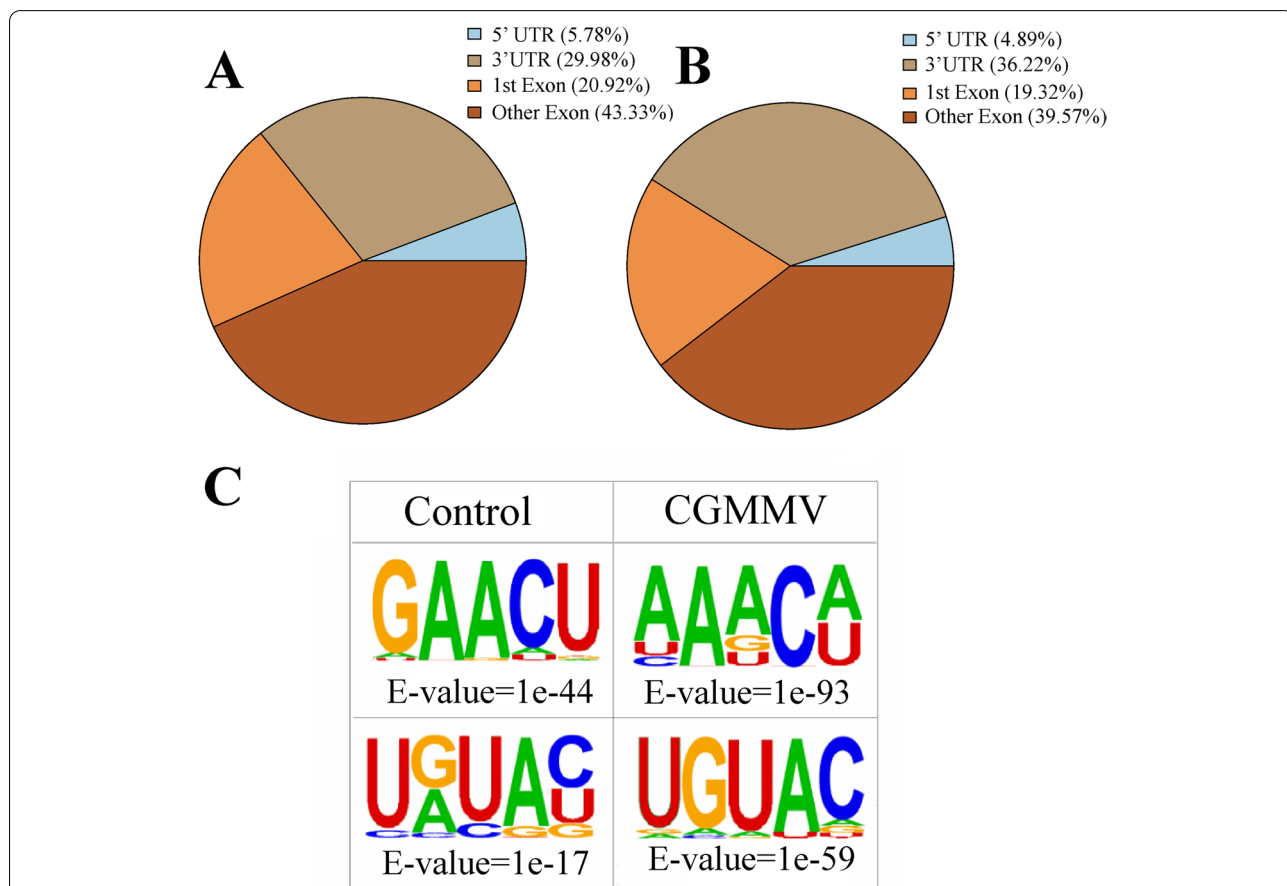 A
5' UTR (5.78%)
3'UTR (29.98%)
1st Exon (20.92%)
Other Exon (43.33%)
B
5' UTR (4.89%)
3'UTR (36.22%)
1st Exon (19.32%)
Other Exon (39.57%)
C
Control
CGMMV
GAACU
AAACA
E-value=1e-44
E-value=1e-93
UGUAC
UGUAC
E-value=1e-17
E-value=1e-59